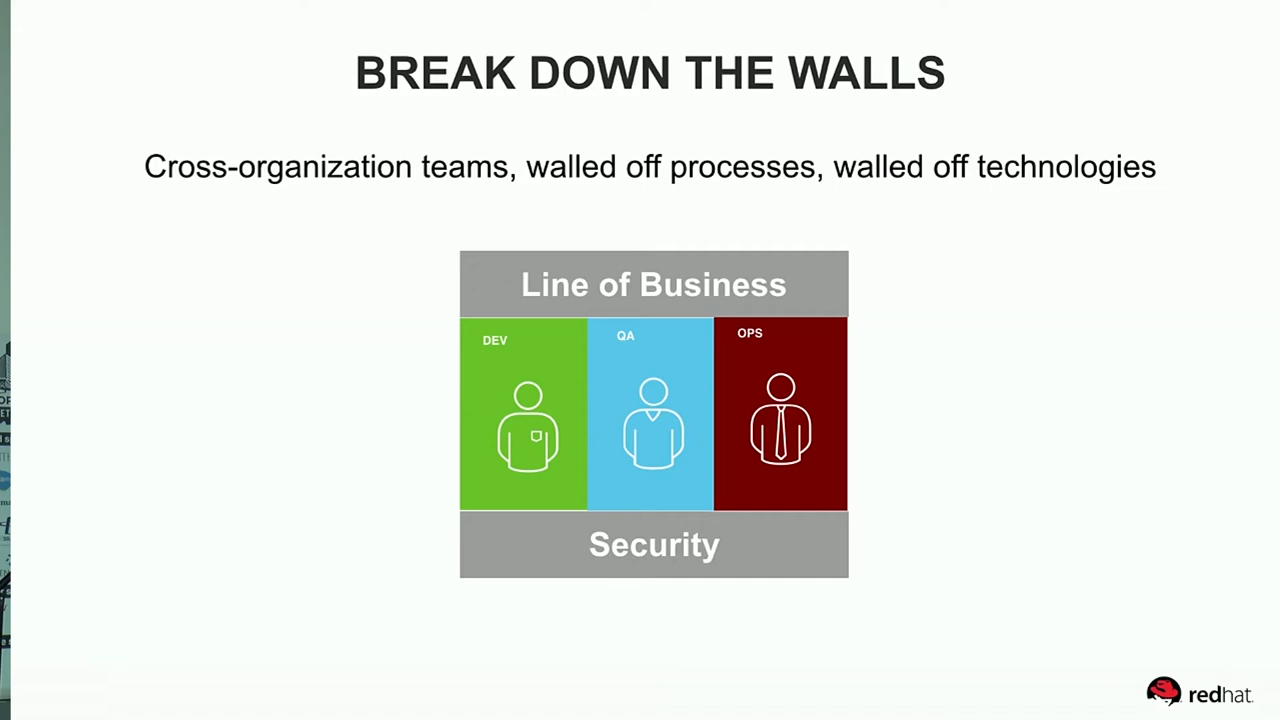 BREAK DOWN THE WALLS
Cross-organization teams, walled off processes, walled off technologies
Line of Business
DEV
QA
OPS
Security
redhat.